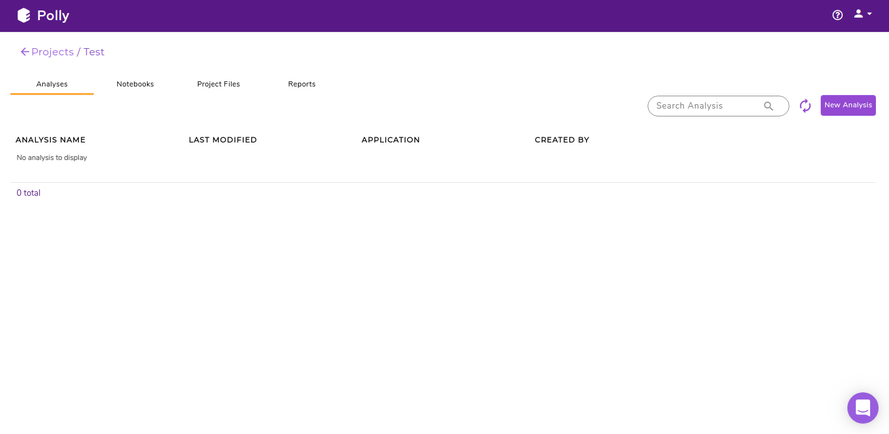 Polly
Projects / Test
Analyses Notebooks Project Files Reports
Search Analysis New Analysis
ANALYSIS NAME LAST MODIFIED APPLICATION CREATED BY
No analysis to display
0 total